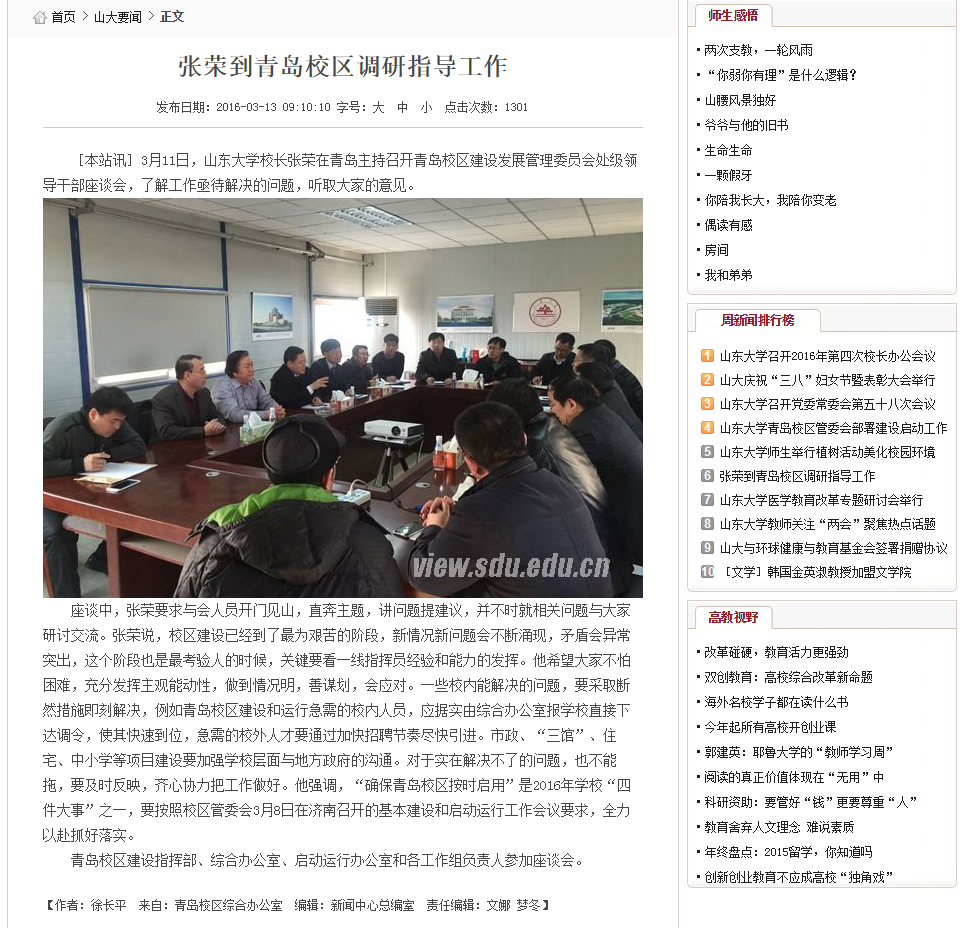 首页 > 山大要闻 > 正文
张荣到青岛校区调研指导工作
发布日期：2016-03-13 09:10:10 字号：大 中 小 点击次数：1301
［本站讯］3月11日，山东大学校长张荣在青岛主持召开青岛校区建设发展管理委员会处级领
导干部座谈会，了解工作亟待解决的问题，听取大家的意见。
view.sdu.edu.cn
座谈中，张荣要求与会人员开门见山，直奔主题，讲问题提建议，并不时就相关问题与大家
研讨交流。张荣说，校区建设已经到了最为艰苦的阶段，新情况新问题会不断涌现，矛盾会异常
突出，这个阶段也是最考验人的时候，关键要看一线指挥员经验和能力的发挥。他希望大家不怕
困难，充分发挥主观能动性，做到情况明，善谋划，会应对。一些校内能解决的问题，要采取断
然措施即刻解决，例如青岛校区建设和运行急需的校内人员，应据实由综合办公室报学校直接下
达调令，使其快速到位，急需的校外人才要通过加快招聘节奏尽快引进。市政、“三馆”、住
宅、中小学等项目建设要加强学校层面与地方政府的沟通。对于实在解决不了的问题，也不能
拖，要及时反映，齐心协力把工作做好。他强调，“确保青岛校区按时启用”是2016年学校“四
件大事”之一，要按照校区管委会3月8日在济南召开的基本建设和启动运行工作会议要求，全力
以赴抓好落实。
青岛校区建设指挥部、综合办公室、启动运行办公室和各工作组负责人参加座谈会。
【作者：徐长平 来自：青岛校区综合办公室 编辑：新闻中心总编室 责任编辑：文娜 梦冬】
师生感悟
两次支教，一轮风雨
“你弱你有理”是什么逻辑？
山腰风景独好
爷爷与他的旧书
生命生命
一颗假牙
你陪我长大，我陪你变老
偶读有感
房间
我和弟弟
周新闻排行榜
1 山东大学召开2016年第四次校长办公会议
2 山大庆祝“三八”妇女节暨表彰大会举行
3 山东大学召开党委常委会第五十八次会议
4 山东大学青岛校区管委会部署建设启动工作
5 山东大学师生举行植树活动美化校园环境
6 张荣到青岛校区调研指导工作
7 山东大学医学教育改革专题研讨会举行
8 山东大学教师关注“两会”聚焦热点话题
9 山大与环球健康与教育基金会签署捐赠协议
10 ［文学］韩国金英淑教授加盟文学院
高教视野
改革碰硬，教育活力更强劲
双创教育：高校综合改革新命题
海外名校学子都在读什么书
今年起所有高校开创业课
郭建英：耶鲁大学的“教师学习周”
阅读的真正价值体现在“无用”中
科研资助：要管好“钱”更要尊重“人”
教育舍弃人文理念 难说素质
年终盘点：2015留学，你知道吗
创新创业教育不应成高校“独角戏”